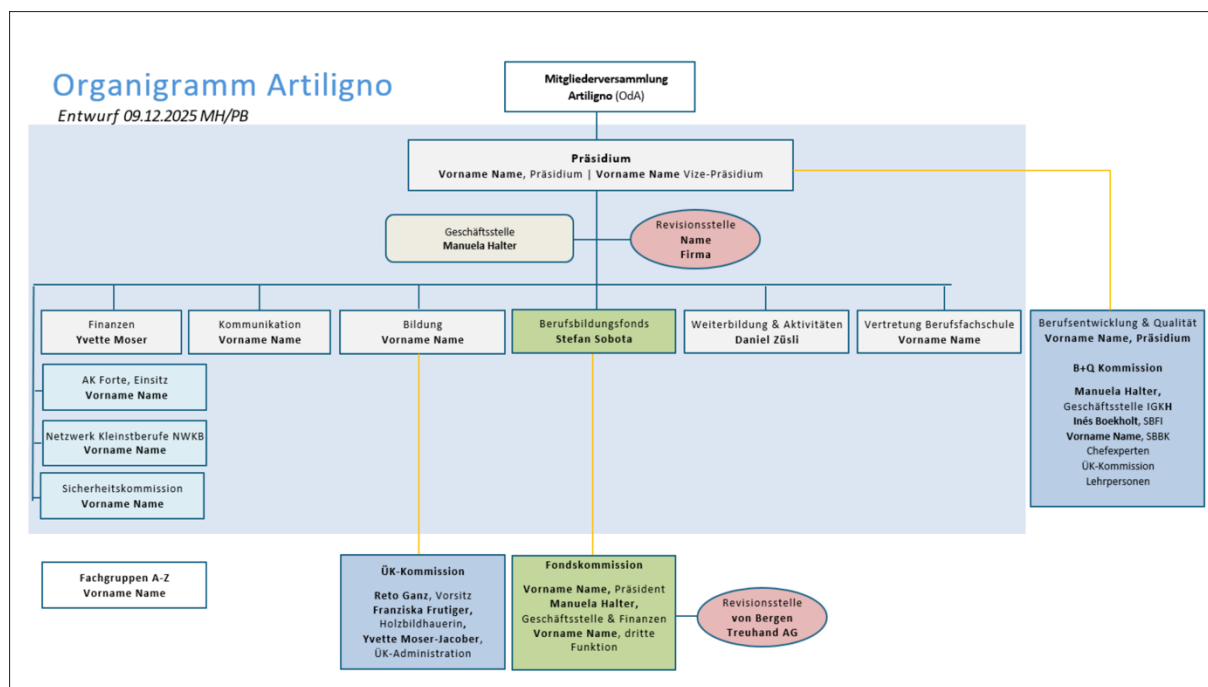 Organigramm Artiligno
Entwurf 09.12.2025 MH/PB
Mitgliederversammlung
Artiligno (OdA)
Präsidium
Vorname Name, Präsidium | Vorname Name Vize-Präsidium
Geschäftsstelle
Manuela Halter
Revisionsstelle
Name
Firma
Finanzen
Yvette Moser
Kommunikation
Vorname Name
Bildung
Vorname Name
Berufsbildungsfonds
Stefan Sobota
Weiterbildung & Aktivitäten
Daniel Züsli
Vertretung Berufsfachschule
Vorname Name
Berufsentwicklung & Qualität
Vorname Name, Präsidium
B+Q Kommission
Manuela Halter,
Geschäftsstelle IGKH
Inés Boekholt, SBFI
Vorname Name, SBBK
Chefexperten
ÜK-Kommission
Lehrpersonen
AK Forte, Einsitz
Vorname Name
Netzwerk Kleinstberufe NWKB
Vorname Name
Sicherheitskommission
Vorname Name
Fachgruppen A-Z
Vorname Name
ÜK-Kommission
Reto Ganz, Vorsitz
Franziska Frutiger,
Holzbildhauerin,
Yvette Moser-Jacober,
ÜK-Administration
Fondskommission
Vorname Name, Präsident
Manuela Halter,
Geschäftsstelle & Finanzen
Vorname Name, dritte
Funktion
Revisionsstelle
von Bergen
Treuhand AG